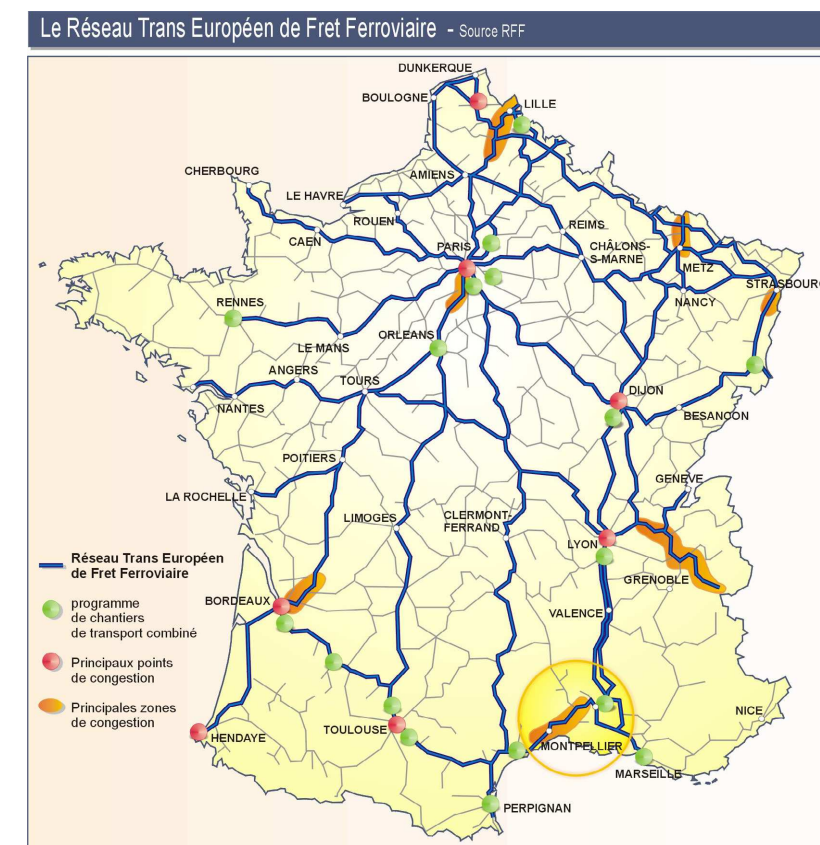 Le Réseau Trans Européen de Fret Ferroviaire - Source RFF
DUNKERQUE
BOULOGNE
LILLE
CHERBOURG
AMIENS
LE HAVRE
ROUEN
REIMS
CAEN
PARIS
CHÂLONS-
S-MARNE
METZ
STRASBOURG
RENNES
NANCY
ORLEANS
LE MANS
ANGERS
TOURS
DIJON
NANTES
BESANCON
POITIERS
GENEVE
LA ROCHELLE
LIMOGES
CLERMONT-
FERRAND
LYON
Réseau Trans Européen
de Fret Ferroviaire
GRENOBLE
BORDEAUX
VALENCE
programme
de chantiers
de transport combiné
Principaux points
de congestion
Principales zones
de congestion
NICE
HENDAYE
TOULOUSE
MONTPELLIER
MARSEILLE
PERPIGNAN